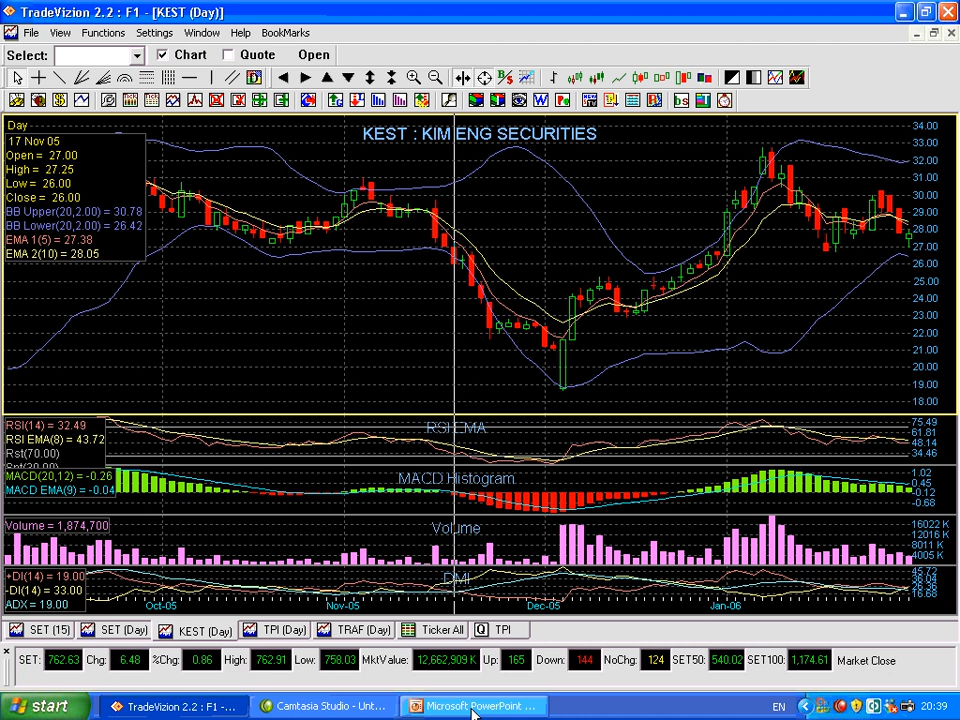 TradeVizion 2.2 : F1 - [KEST (Day)]
File View Functions Settings Window Help BookMarks
Select: Chart Quote Open
Day
KEST : KIM ENG SECURITIES
17 Nov 05
Open = 27.00
High = 27.25
Low = 26.00
Close = 26.00
BB Upper(20,2.00) = 30.78
BB Lower(20,2.00) = 26.42
EMA 1(5) = 27.38
EMA 2(10) = 28.05
34.00
33.00
32.00
31.00
30.00
29.00
28.00
27.00
26.00
25.00
24.00
23.00
22.00
21.00
20.00
19.00
18.00
RSI(14) = 32.49
RSI EMA(8) = 43.72
Rst(70.00)
RSI EMA
75.49
61.81
48.14
34.46
MACD(20,12) = -0.26
MACD EMA(9) = -0.04
MACD Histogram
1.02
0.45
-0.12
-0.68
Volume = 1,874,700
Volume
16022 K
12016 K
8011 K
4005 K
+DI(14) = 19.00
-DI(14) = 33.00
ADX = 19.00
DMI
45.72
16.68
Oct-05 Nov-05 Dec-05 Jan-06
SET (15) SET (Day) KEST (Day) TPI (Day) TRAF (Day) Ticker All TPI
SET: 762.63 Chg: 6.48 %Chg: 0.86 High: 762.91 Low: 758.03 MktValue: 12,662,909 K Up: 165 Down: 144 NoChg: 124 SET50: 540.02 SET100: 1,174.61 Market Close
start TradeVizion 2.2 : F1 -... Camtasia Studio - Unt... Microsoft PowerPoint ... EN 20:39